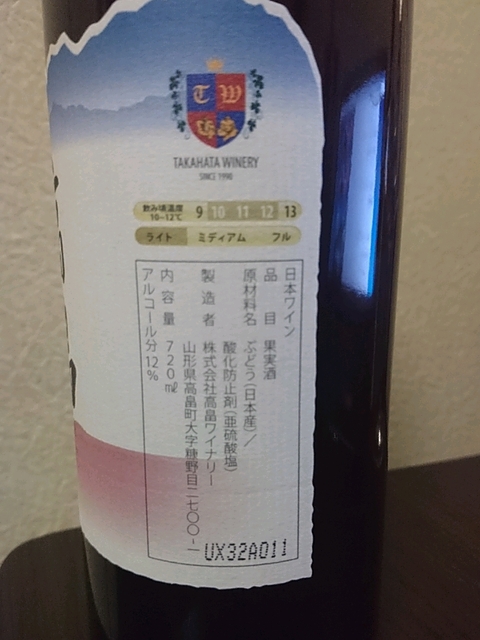 T W
TAKAHATA WINERY
SINCE 1990
飲み頃温度
10~12℃
9 10 11 12 13
ライト ミディアム フル
日本ワイン
品目 果実酒
原材料名 ぶどう(日本産)/
酸化防止剤(亜硫酸塩)
製造者 株式会社高畠ワイナリー
山形県高畠町大字糠野目二七〇〇-一
内容量 720㎖
アルコール分12%
UX32A011